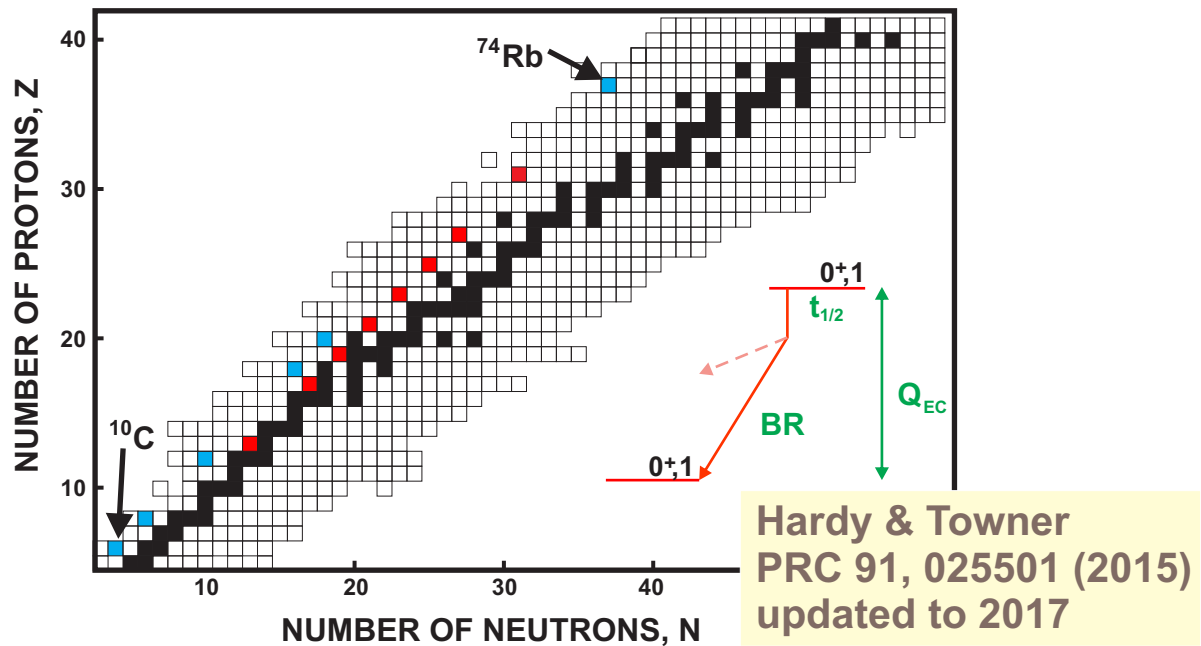 40
30
20
10
NUMBER OF PROTONS, Z
⁷⁴Rb
¹⁰C
0⁺,1
t₁/₂
BR
Q_EC
0⁺,1
10
20
30
40
NUMBER OF NEUTRONS, N
Hardy & Towner
PRC 91, 025501 (2015)
updated to 2017